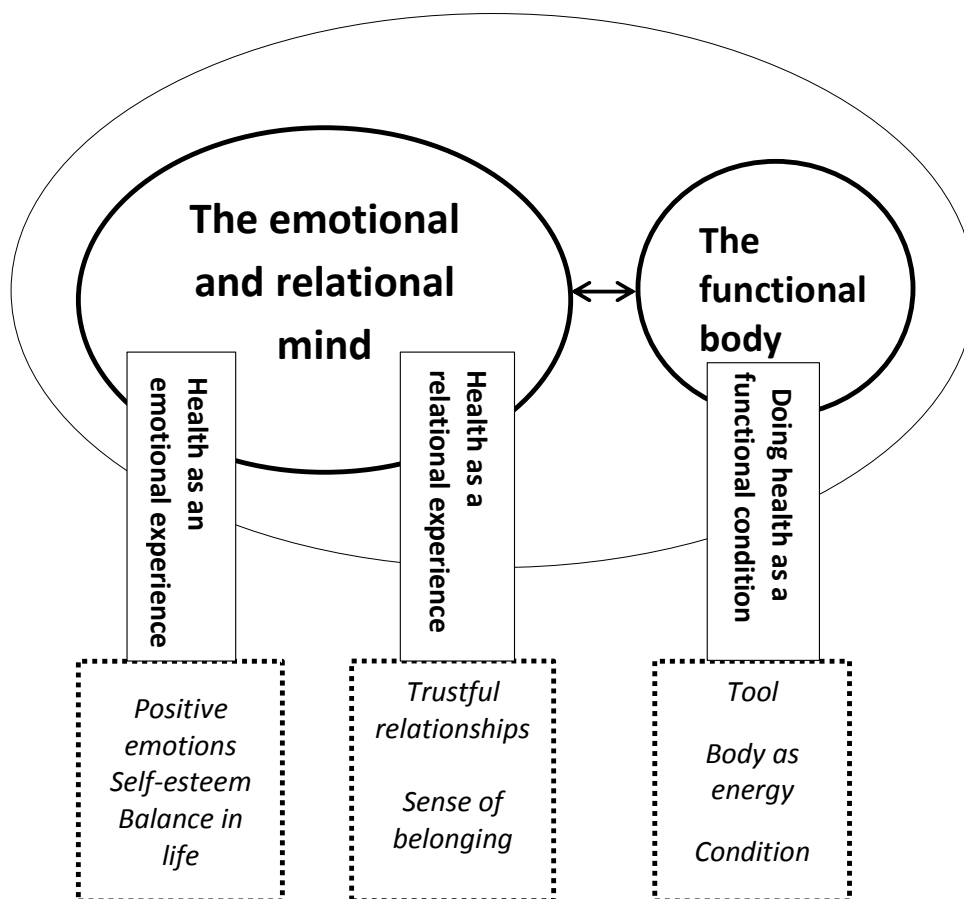 The emotional
and relational
mind
The
functional
body
Health as an
emotional experience
Health as a
relational experience
Doing health as a
functional condition
Positive
emotions
Self-esteem
Balance in
life
Trustful
relationships
Sense of
belonging
Tool
Body as
energy
Condition